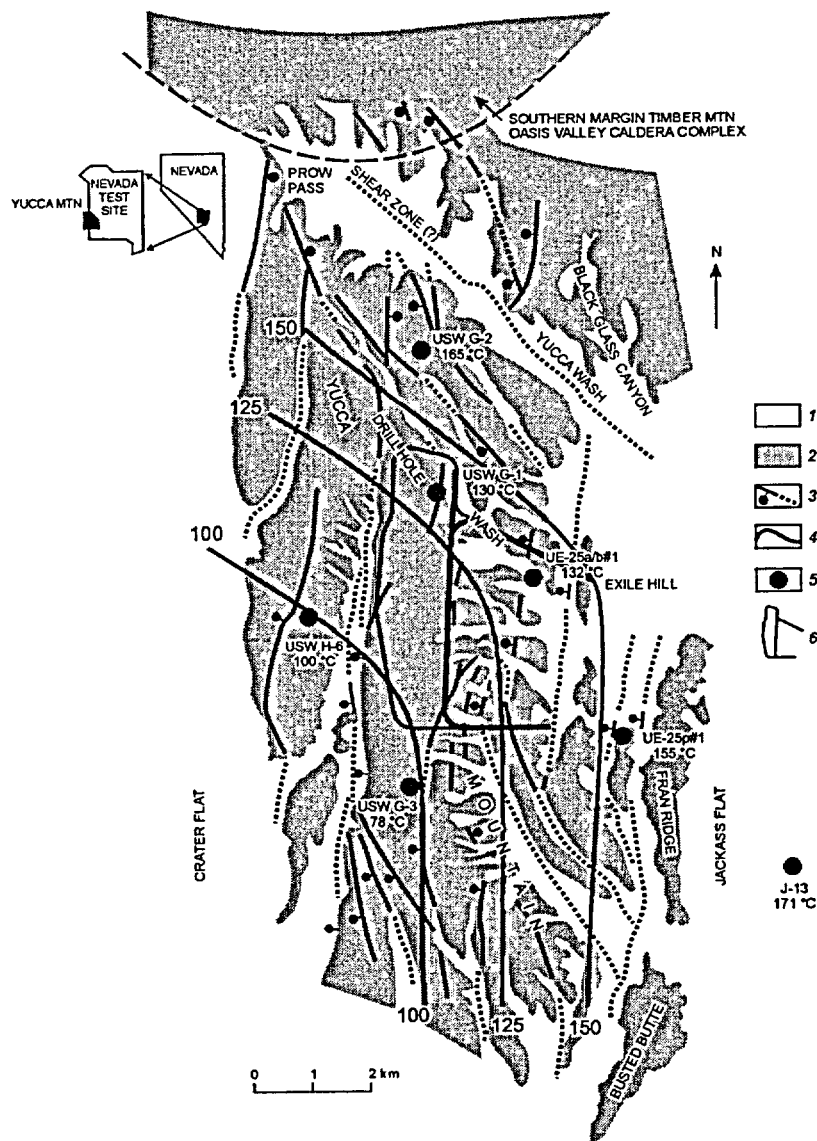 SOUTHERN MARGIN TIMBER MTN
OASIS VALLEY CALDERA COMPLEX
NEVADA
NEVADA
TEST
SITE
YUCCA MTN
PROW
PASS
SHEAR ZONE (?)
N
BLACK GLASS CANYON
YUCCA WASH
150
USW G-2
165 °C
YUCCA
125
DRILL HOLE
WASH
USW G-1
130 °C
100
UE-25a/b#1
132 °C
EXILE HILL
USW H-6
100 °C
UE-25p#1
155 °C
USW G-3
78 °C
MOUNTAIN
CRATER FLAT
FRAN RIDGE
JACKASS FLAT
J-13
171 °C
100
125
150
BUSTED BUTTE
0 1 2 km
1
2
3
4
5
6